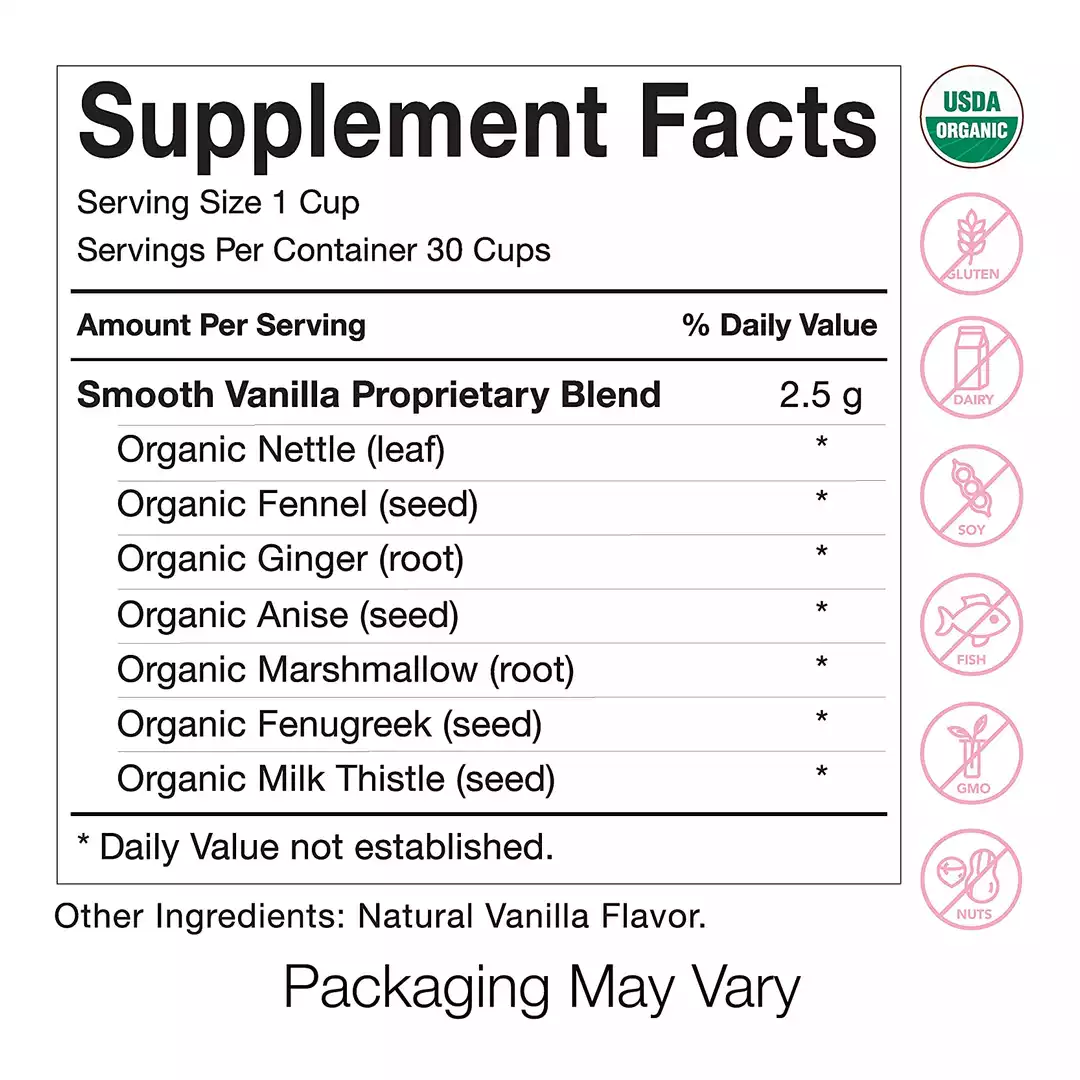 Supplement Facts
Serving Size 1 Cup
Servings Per Container 30 Cups
Amount Per Serving % Daily Value
Smooth Vanilla Proprietary Blend 2.5 g
Organic Nettle (leaf) *
Organic Fennel (seed) *
Organic Ginger (root) *
Organic Anise (seed) *
Organic Marshmallow (root) *
Organic Fenugreek (seed) *
Organic Milk Thistle (seed) *
* Daily Value not established.
Other Ingredients: Natural Vanilla Flavor.
Packaging May Vary
USDA
ORGANIC
GLUTEN
DAIRY
SOY
FISH
GMO
NUTS